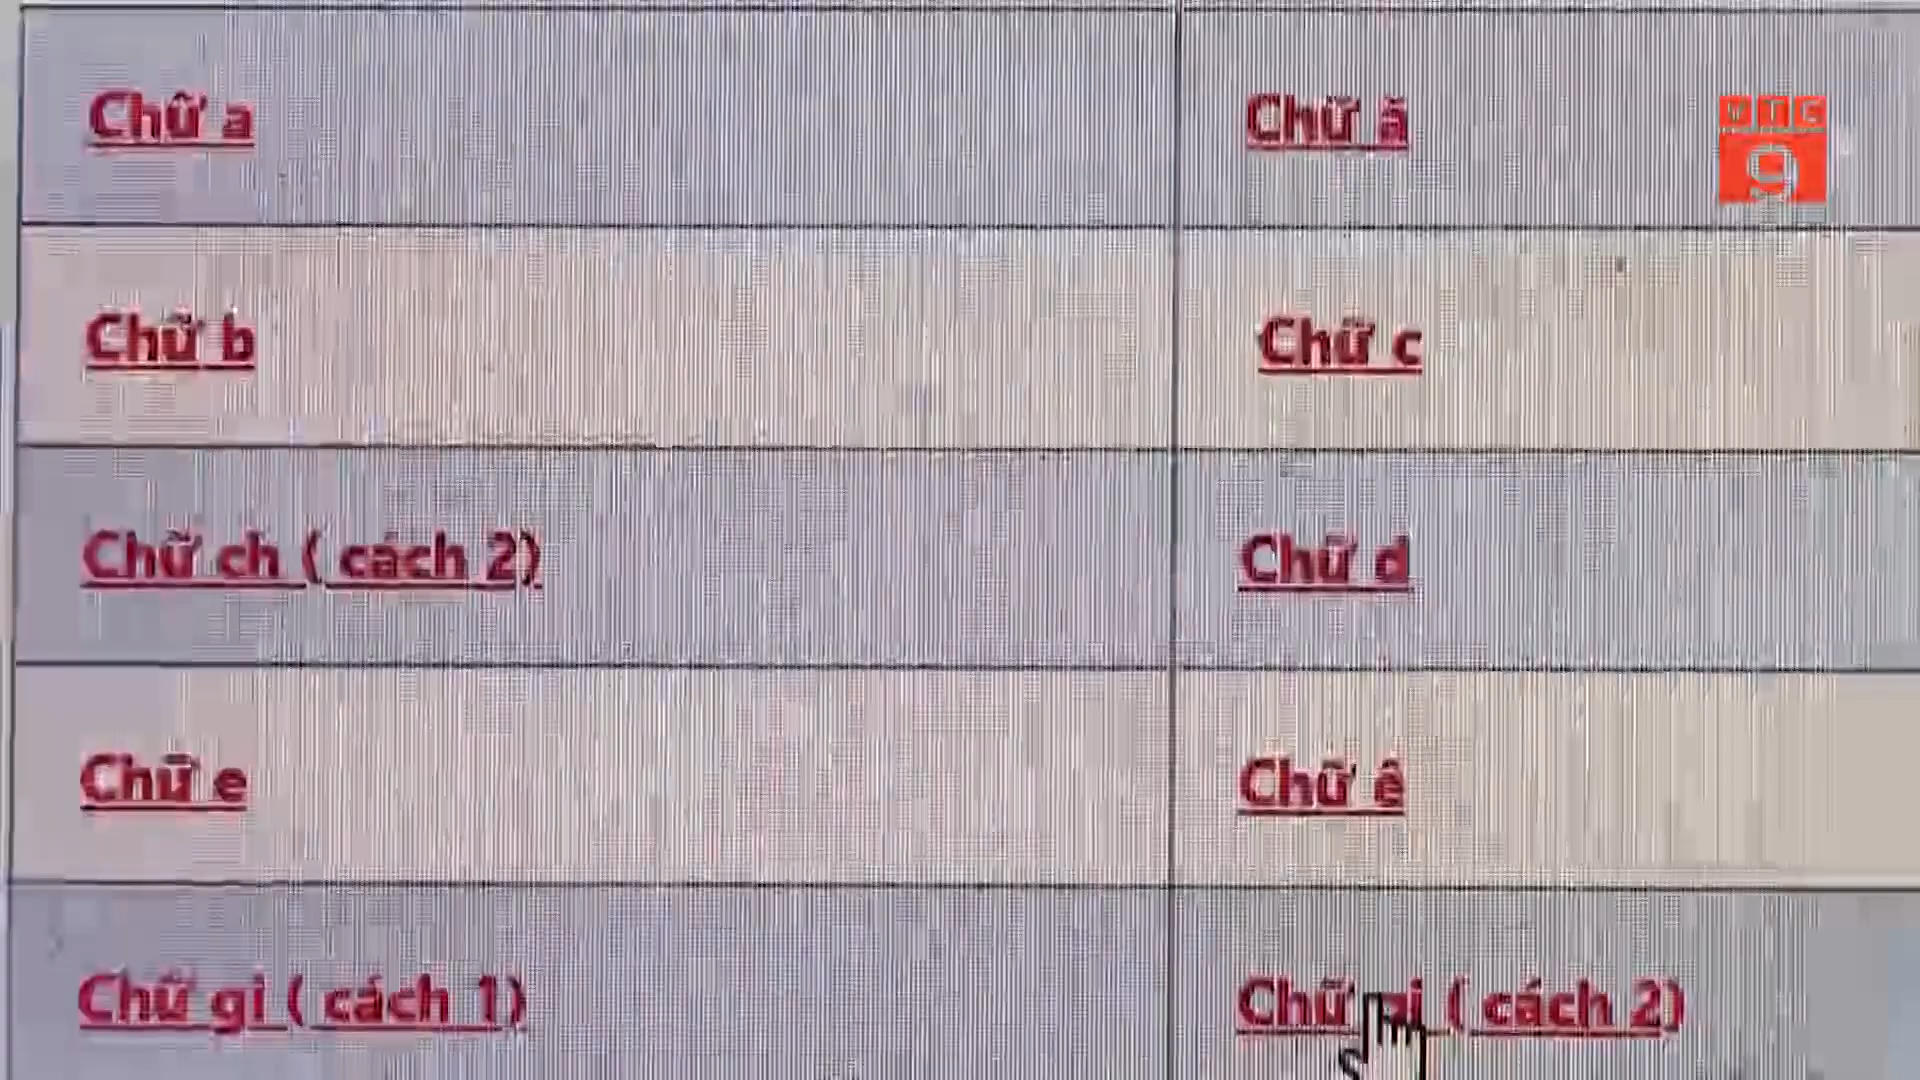 Chữ a
Chữ ă
VTC
9
Chữ b
Chữ c
Chữ ch ( cách 2)
Chữ d
Chữ e
Chữ ê
Chữ gi ( cách 1)
Chữ gi ( cách 2)